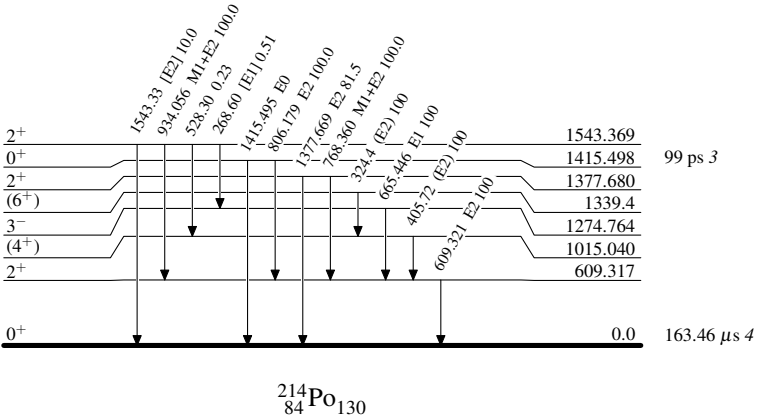 1543.33 [E2] 10.0
934.056 M1+E2 100.0
528.30 0.23
268.60 [E1] 0.51
1415.495 E0
806.179 E2 100.0
1377.669 E2 81.5
768.360 M1+E2 100.0
324.4 (E2) 100
665.446 E1 100
405.72 (E2) 100
609.321 E2 100
2⁺ 1543.369
0⁺ 1415.498 99 ps 3
2⁺ 1377.680
(6⁺) 1339.4
3⁻ 1274.764
(4⁺) 1015.040
2⁺ 609.317
0⁺ 0.0 163.46 μs 4
²¹⁴₈₄Po₁₃₀